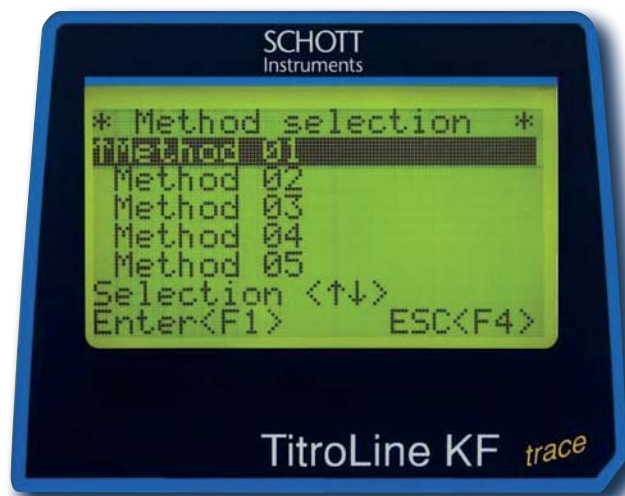 SCHOTT
Instruments
* Method selection *
↑Method 01
Method 02
Method 03
Method 04
Method 05
Selection <↑↓>
Enter<F1> ESC<F4>
TitroLine KF trace